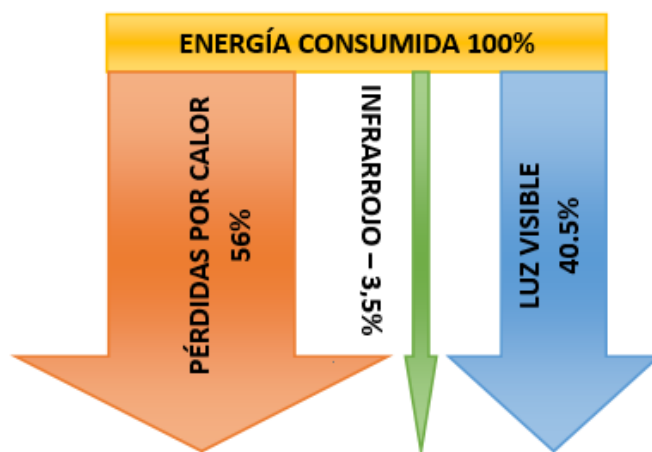 ENERGÍA CONSUMIDA 100%
PÉRDIDAS POR CALOR
56%
INFRARROJO – 3,5%
LUZ VISIBLE
40.5%